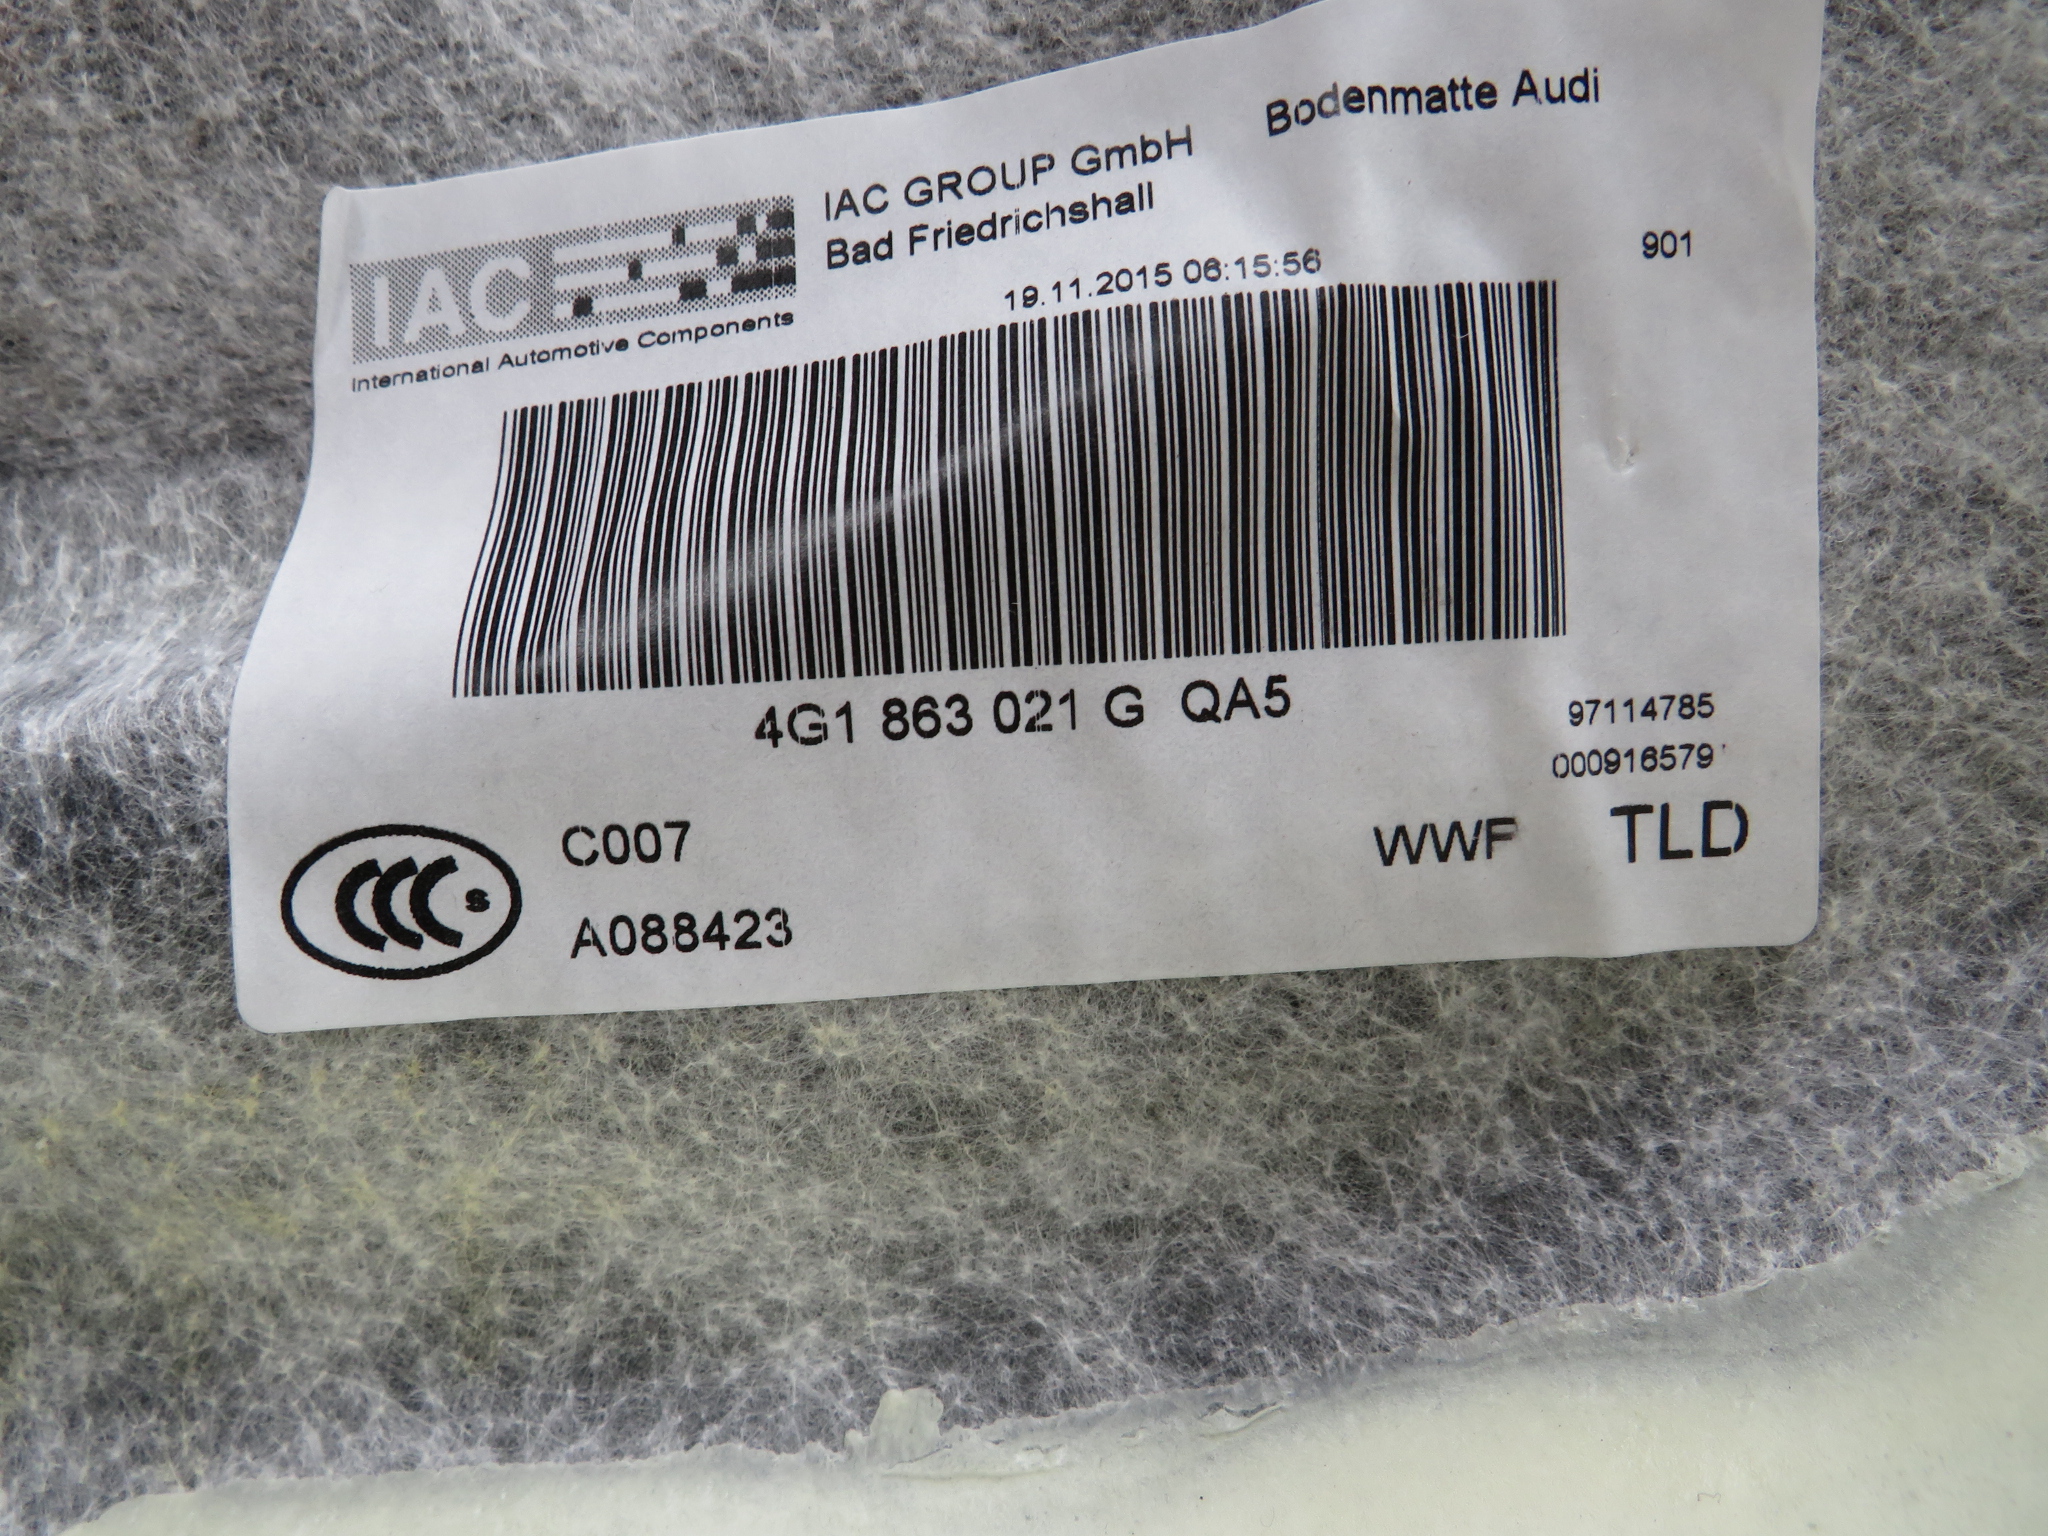 IAC
International Automotive Components
IAC GROUP GmbH
Bad Friedrichshall
Bodenmatte Audi
19.11.2015 06:15:56
901
4G1 863 021 G QA5
97114785
000916579
CCC S
C007
A088423
WWF TLD